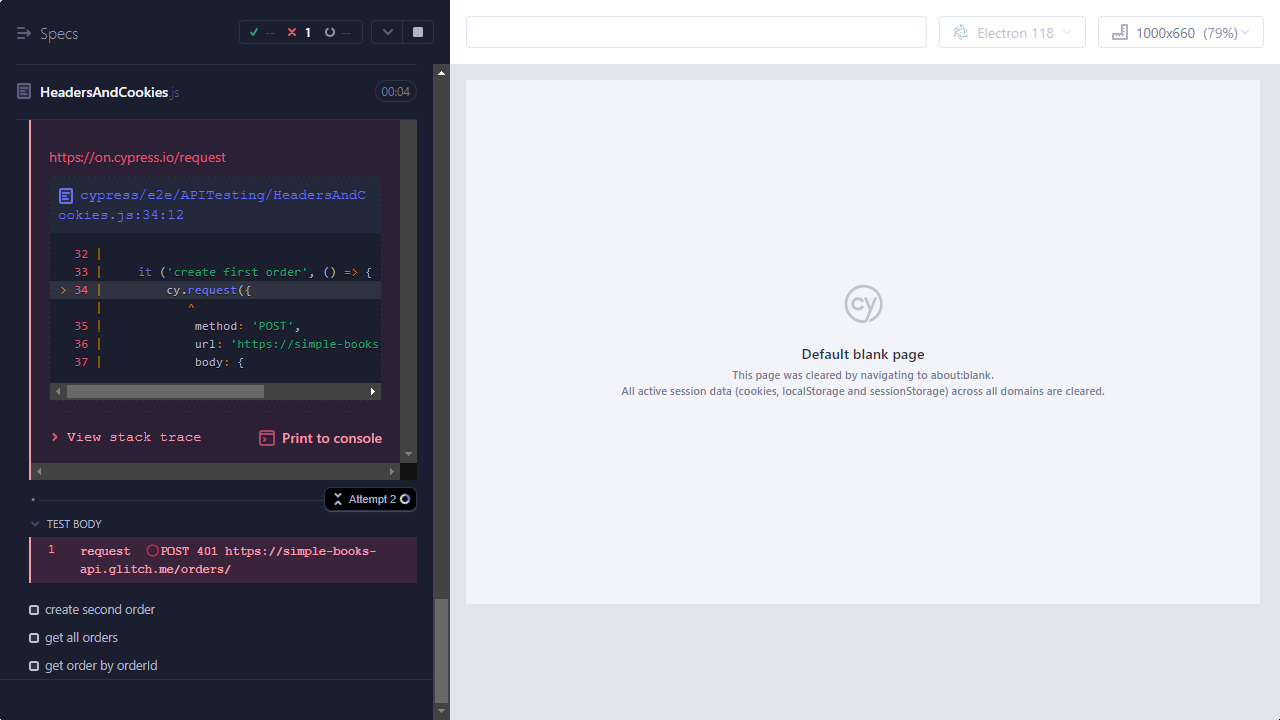 Specs
-- 1 --
Electron 118
1000x660 (79%)
HeadersAndCookies.js
00:04
https://on.cypress.io/request
cypress/e2e/APITesting/HeadersAndC
ookies.js:34:12
32 |
33 | it ('create first order', () => {
> 34 | cy.request({
| ^
35 | method: 'POST',
36 | url: 'https://simple-books
37 | body: {
View stack trace
Print to console
Attempt 2
TEST BODY
1 request POST 401 https://simple-books-
api.glitch.me/orders/
create second order
get all orders
get order by orderId
cy
Default blank page
This page was cleared by navigating to about:blank.
All active session data (cookies, localStorage and sessionStorage) across all domains are cleared.